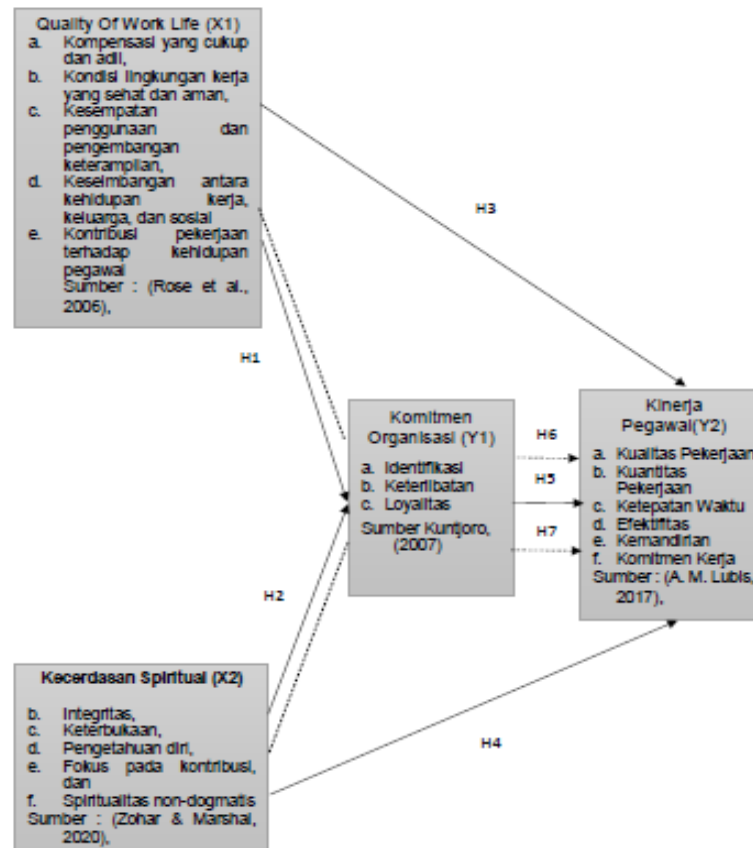 Quality Of Work Life (X1)
a. Kompensasi yang cukup
dan adil,
b. Kondisi lingkungan kerja
yang sehat dan aman,
c. Kesempatan
penggunaan dan
pengembangan
keterampilan,
d. Keseimbangan antara
kehidupan kerja,
keluarga, dan sosial
e. Kontribusi pekerjaan
terhadap kehidupan
pegawai
Sumber : (Rose et al.,
2006),
H3
H1
Komitmen
Organisasi (Y1)
a. Identifikasi
b. Keterlibatan
c. Loyalitas
Sumber Kuntjoro,
(2007)
H6
H5
H7
Kinerja
Pegawai(Y2)
a. Kualitas Pekerjaan
b. Kuantitas
Pekerjaan
c. Ketepatan Waktu
d. Efektifitas
e. Kemandirian
f. Komitmen Kerja
Sumber : (A. M. Lubis,
2017),
H2
Kecerdasan Spiritual (X2)
b. Integritas,
c. Keterbukaan,
d. Pengetahuan diri,
e. Fokus pada kontribusi,
dan
f. Spiritualitas non-dogmatis
Sumber : (Zohar & Marshal,
2020),
H4